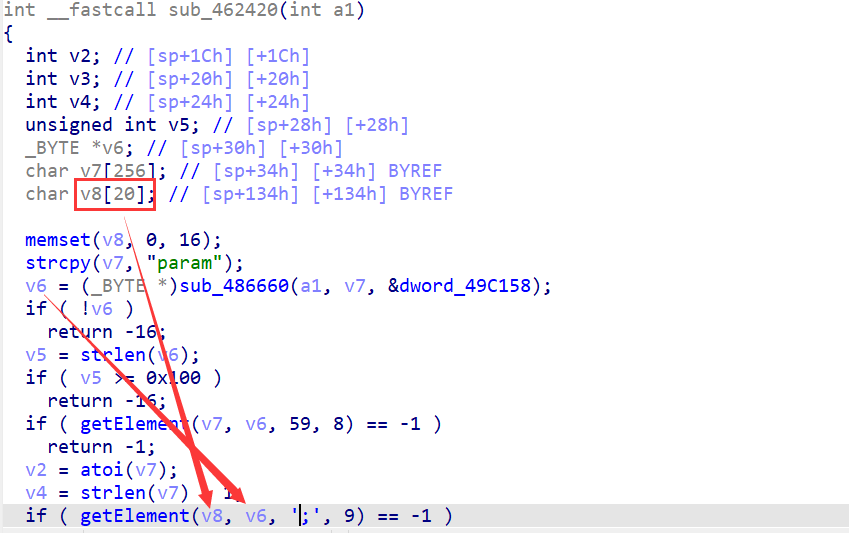 int __fastcall sub_462420(int a1)
{
int v2; // [sp+1Ch] [+1Ch]
int v3; // [sp+20h] [+20h]
int v4; // [sp+24h] [+24h]
unsigned int v5; // [sp+28h] [+28h]
_BYTE *v6; // [sp+30h] [+30h]
char v7[256]; // [sp+34h] [+34h] BYREF
char v8[20]; // [sp+134h] [+134h] BYREF
memset(v8, 0, 16);
strcpy(v7, "param");
v6 = (_BYTE *)sub_486660(a1, v7, &dword_49C158);
if ( !v6 )
return -16;
v5 = strlen(v6);
if ( v5 >= 0x100 )
return -16;
if ( getElement(v7, v6, 59, 8) == -1 )
return -1;
v2 = atoi(v7);
v4 = strlen(v7) 1;
if ( getElement(v8, v6, ';', 9) == -1 )